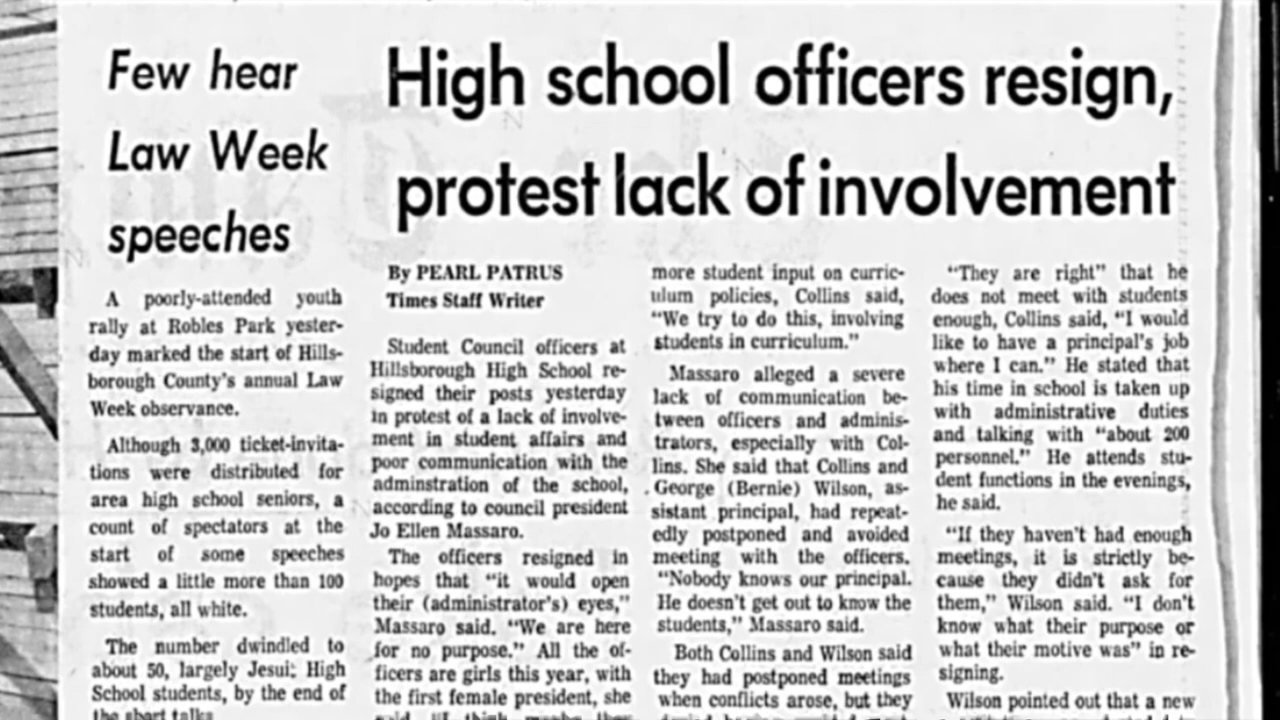 Few hear
Law Week
speeches
A poorly-attended youth
rally at Robles Park yester-
day marked the start of Hills-
borough County's annual Law
Week observance.
Although 3,000 ticket-invita-
tions were distributed for
area high school seniors, a
count of spectators at the
start of some speeches
showed a little more than 100
students, all white.
The number dwindled to
about 50, largely Jesuit High
School students, by the end of
the short talks
High school officers resign,
protest lack of involvement
By PEARL PATRUS
Times Staff Writer
Student Council officers at
Hillsborough High School re-
signed their posts yesterday
in protest of a lack of involve-
ment in student affairs and
poor communication with the
adminstration of the school,
according to council president
Jo Ellen Massaro.
The officers resigned in
hopes that "it would open
their (administrator's) eyes,"
Massaro said. "We are here
for no purpose." All the of-
ficers are girls this year, with
the first female president, she
more student input on curric-
ulum policies, Collins said,
"We try to do this, involving
students in curriculum."
Massaro alleged a severe
lack of communication be-
tween officers and adminis-
trators, especially with Col-
lins. She said that Collins and
George (Bernie) Wilson, as-
sistant principal, had repeat-
edly postponed and avoided
meeting with the officers.
"Nobody knows our principal.
He doesn't get out to know the
students," Massaro said.
Both Collins and Wilson said
they had postponed meetings
when conflicts arose, but they
"They are right" that he
does not meet with students
enough, Collins said, "I would
like to have a principal's job
where I can." He stated that
his time in school is taken up
with administrative duties
and talking with "about 200
personnel." He attends stu-
dent functions in the evenings,
he said.
"If they haven't had enough
meetings, it is strictly be-
cause they didn't ask for
them," Wilson said. "I don't
know what their purpose or
what their motive was" in re-
signing.
Wilson pointed out that a new